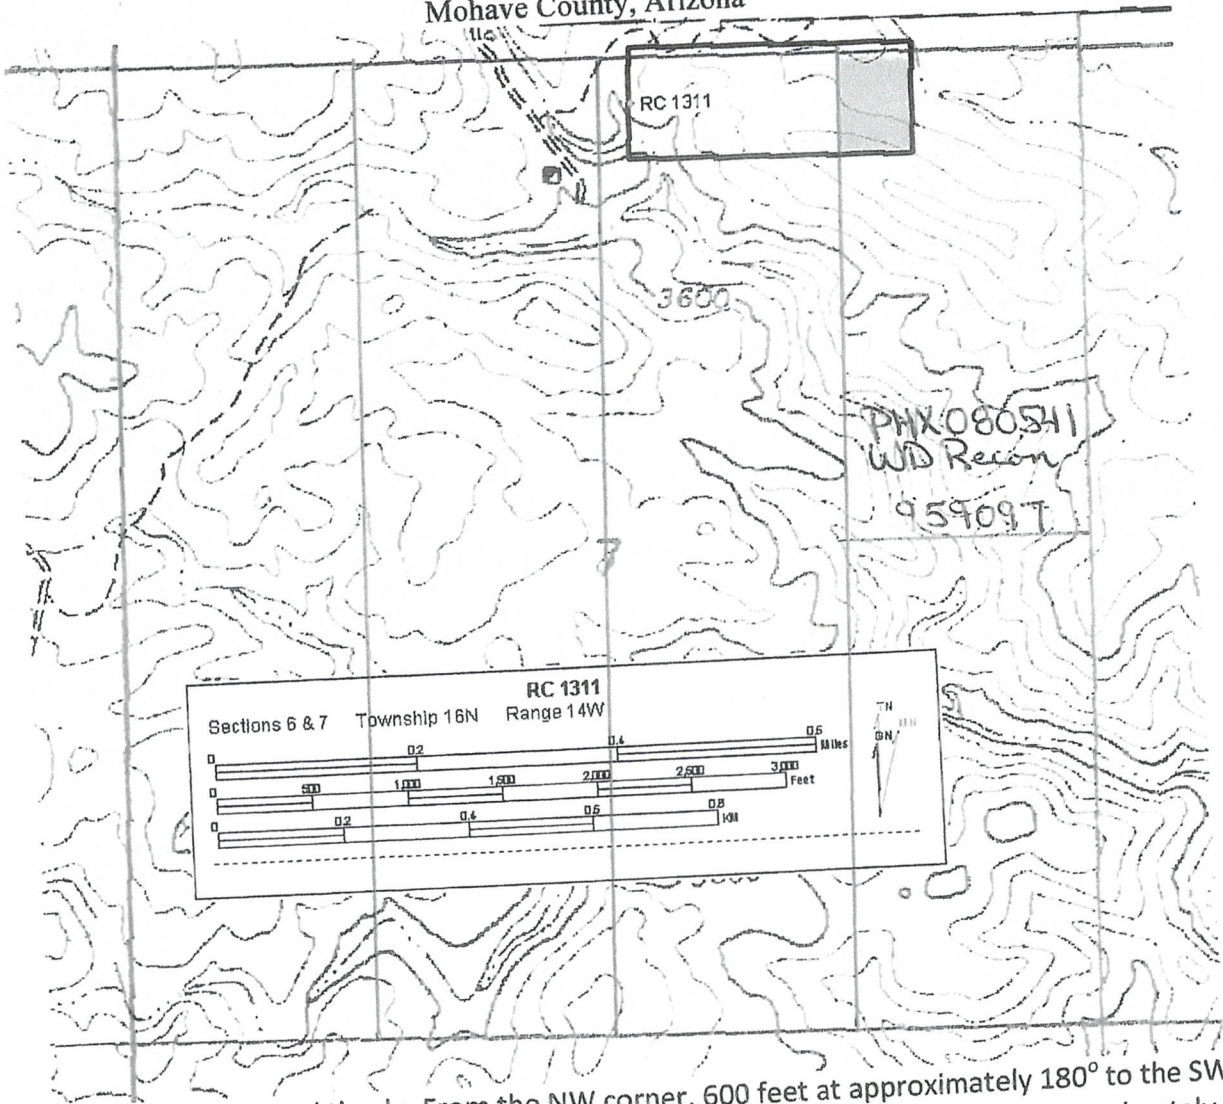 Mohave County, Arizona
RC 1311
3600
PHX080541
WD Recon
959097
7
RC 1311
Sections 6 & 7 Township 16N Range 14W
0 0.2 0.4 0.6 Miles
0 500 1,000 1,500 2,000 2,500 3,000 Feet
0 0.2 0.4 0.6 0.8 KM
TN
GN
MN
From the NW corner, 600 feet at approximately 180° to the SW